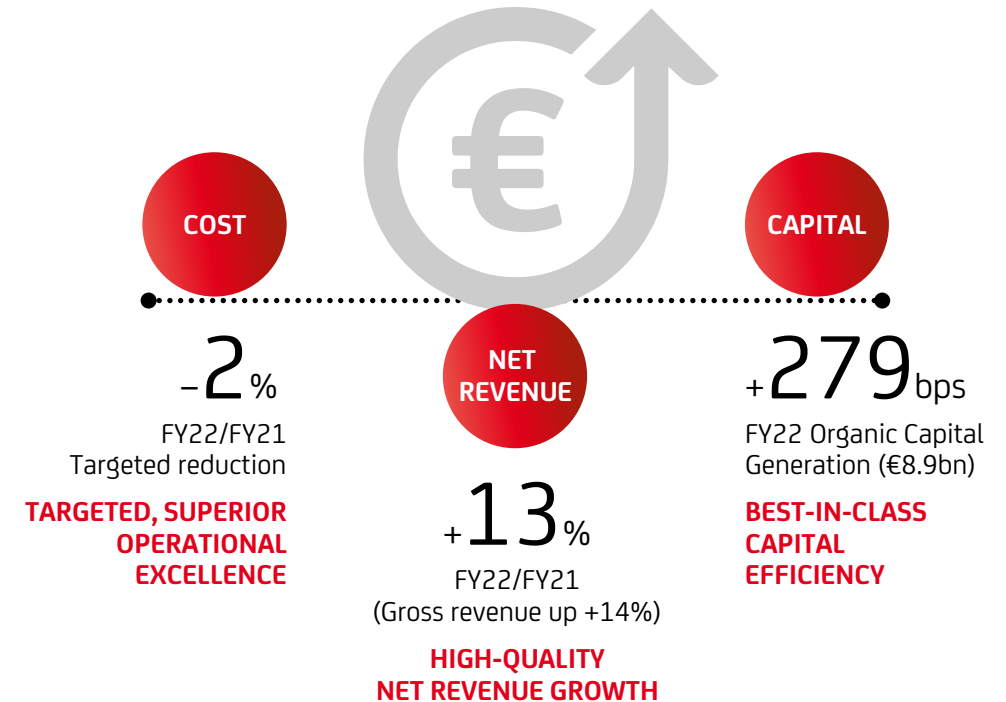 €
COST
–2%
FY22/FY21
Targeted reduction
TARGETED, SUPERIOR
OPERATIONAL
EXCELLENCE
NET
REVENUE
+13%
FY22/FY21
(Gross revenue up +14%)
HIGH-QUALITY
NET REVENUE GROWTH
CAPITAL
+279bps
FY22 Organic Capital
Generation (€8.9bn)
BEST-IN-CLASS
CAPITAL
EFFICIENCY